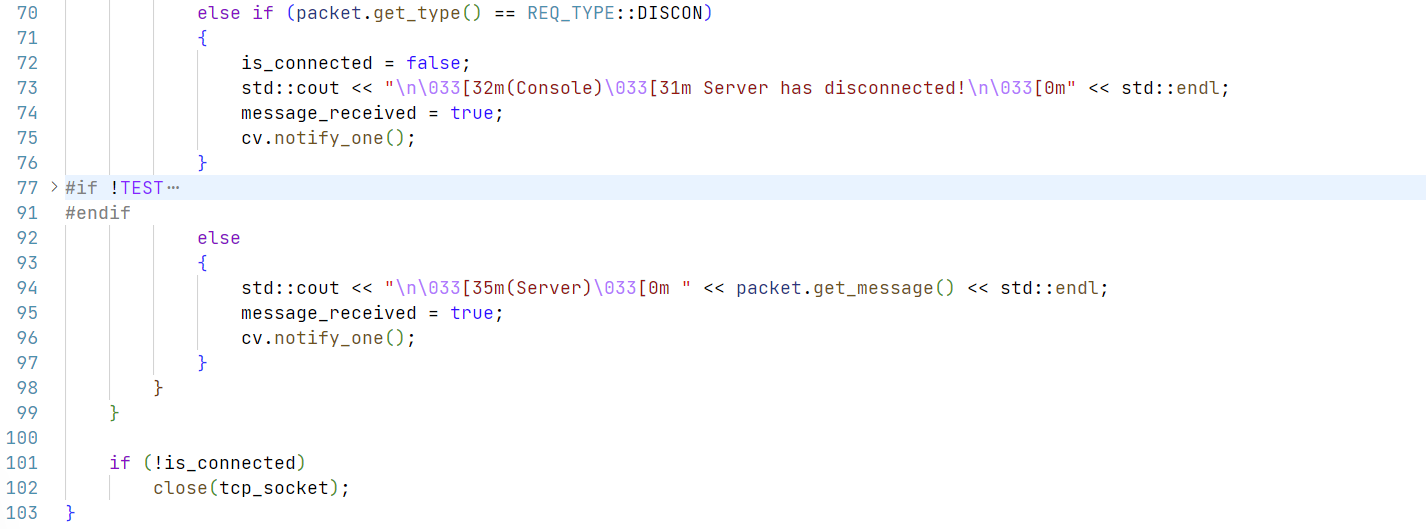 70 else if (packet.get_type() == REQ_TYPE::DISCON)
71 {
72 is_connected = false;
73 std::cout << "\n\033[32m(Console)\033[31m Server has disconnected!\n\033[0m" << std::endl;
74 message_received = true;
75 cv.notify_one();
76 }
77 > #if !TEST⋯
91 #endif
92 else
93 {
94 std::cout << "\n\033[35m(Server)\033[0m " << packet.get_message() << std::endl;
95 message_received = true;
96 cv.notify_one();
97 }
98 }
99 }
100
101 if (!is_connected)
102 close(tcp_socket);
103 }